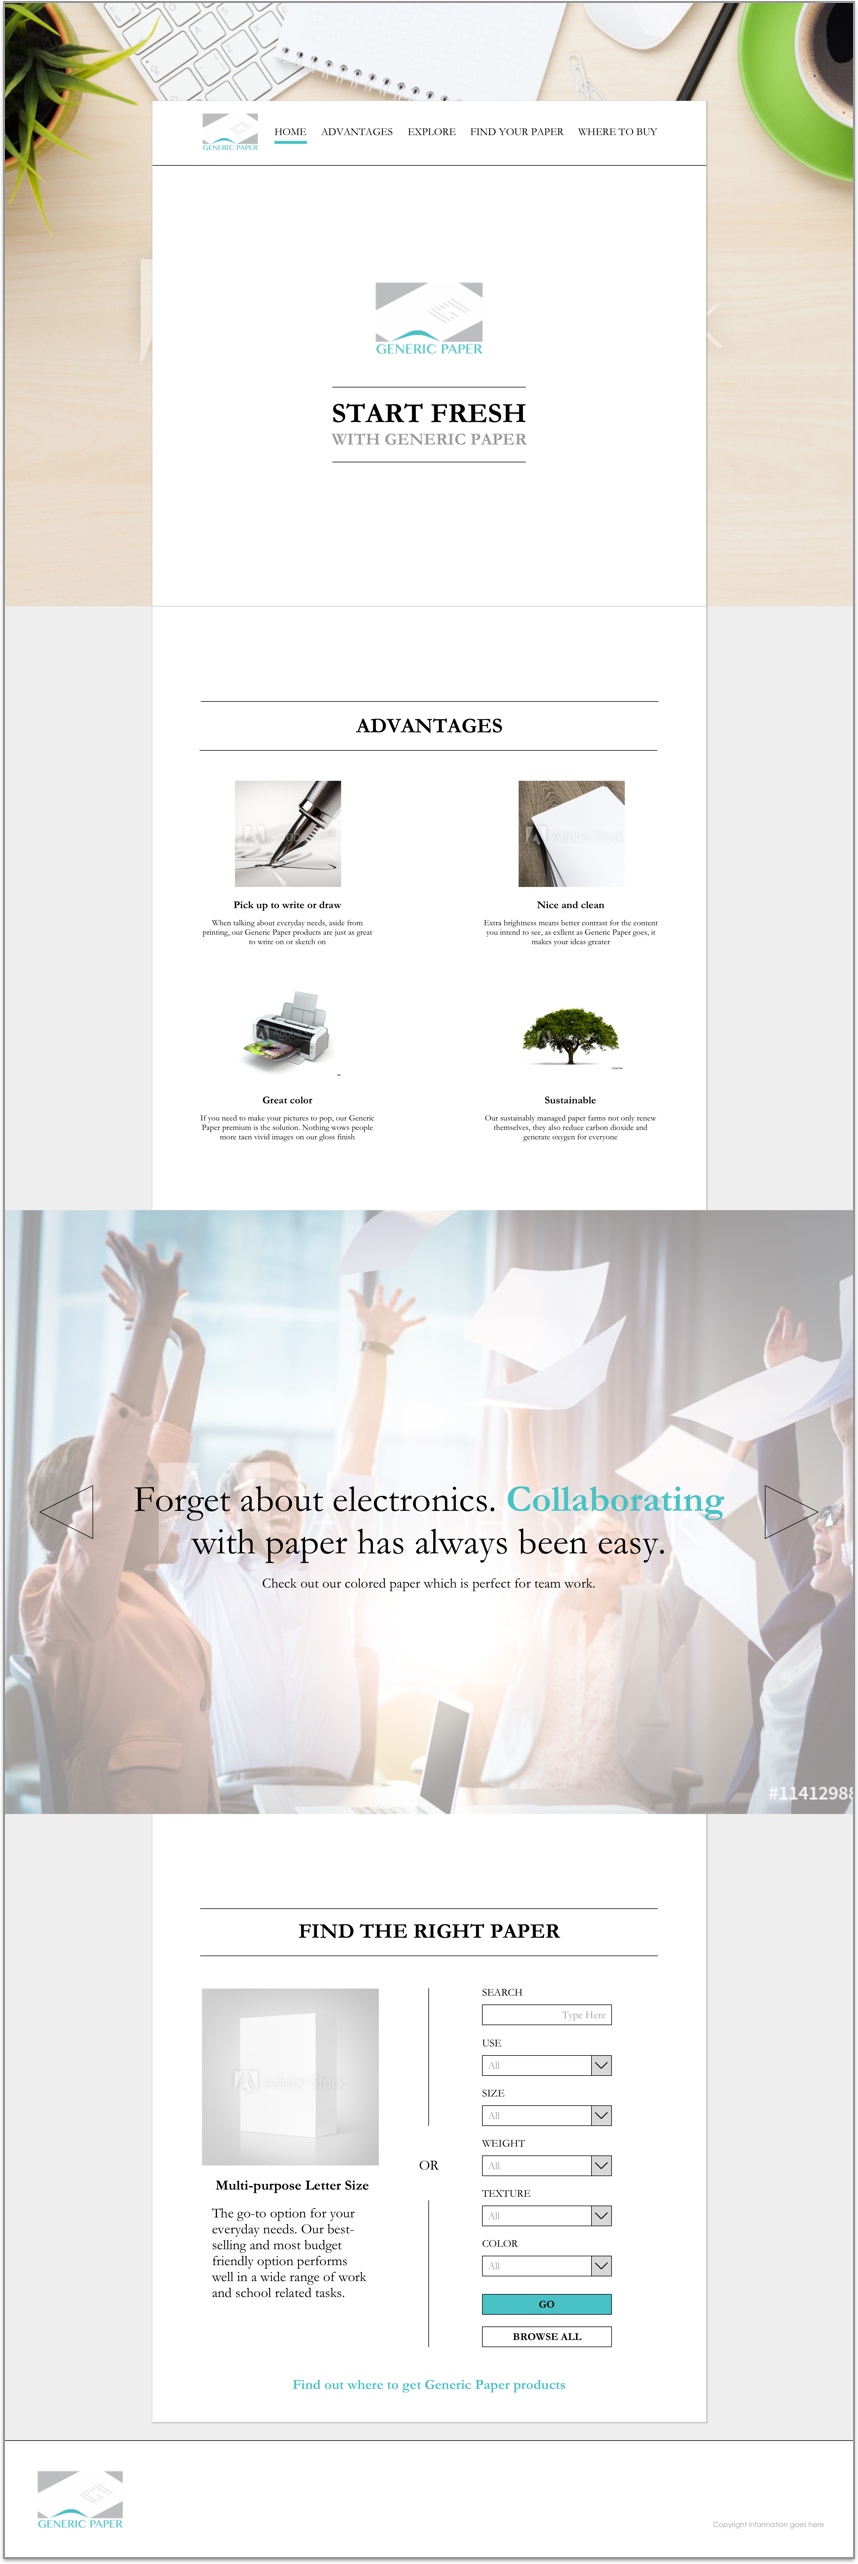 GENERIC PAPER
HOME ADVANTAGES EXPLORE FIND YOUR PAPER WHERE TO BUY
GENERIC PAPER
START FRESH
WITH GENERIC PAPER
ADVANTAGES
Adobe Stock
Adobe Stock
Pick up to write or draw
When talking about everyday needs, aside from
printing, our Generic Paper products are just as great
to write on or sketch on
Nice and clean
Extra brightness means better contrast for the content
you intend to see, as exllent as Generic Paper goes, it
makes your ideas greater
Great color
If you need to make your pictures to pop, our Generic
Paper premium is the solution. Nothing wows people
more taen vivid images on our gloss finish
Sustainable
Our sustainably managed paper farms not only renew
themselves, they also reduce carbon dioxide and
generate oxygen for everyone
Forget about electronics. Collaborating
with paper has always been easy.
Check out our colored paper which is perfect for team work.
#11412988
FIND THE RIGHT PAPER
Adobe Stock
Multi-purpose Letter Size
The go-to option for your
everyday needs. Our best-
selling and most budget
friendly option performs
well in a wide range of work
and school related tasks.
OR
SEARCH
Type Here
USE
All
SIZE
All
WEIGHT
All
TEXTURE
All
COLOR
All
GO
BROWSE ALL
Find out where to get Generic Paper products
GENERIC PAPER
Copyright information goes here